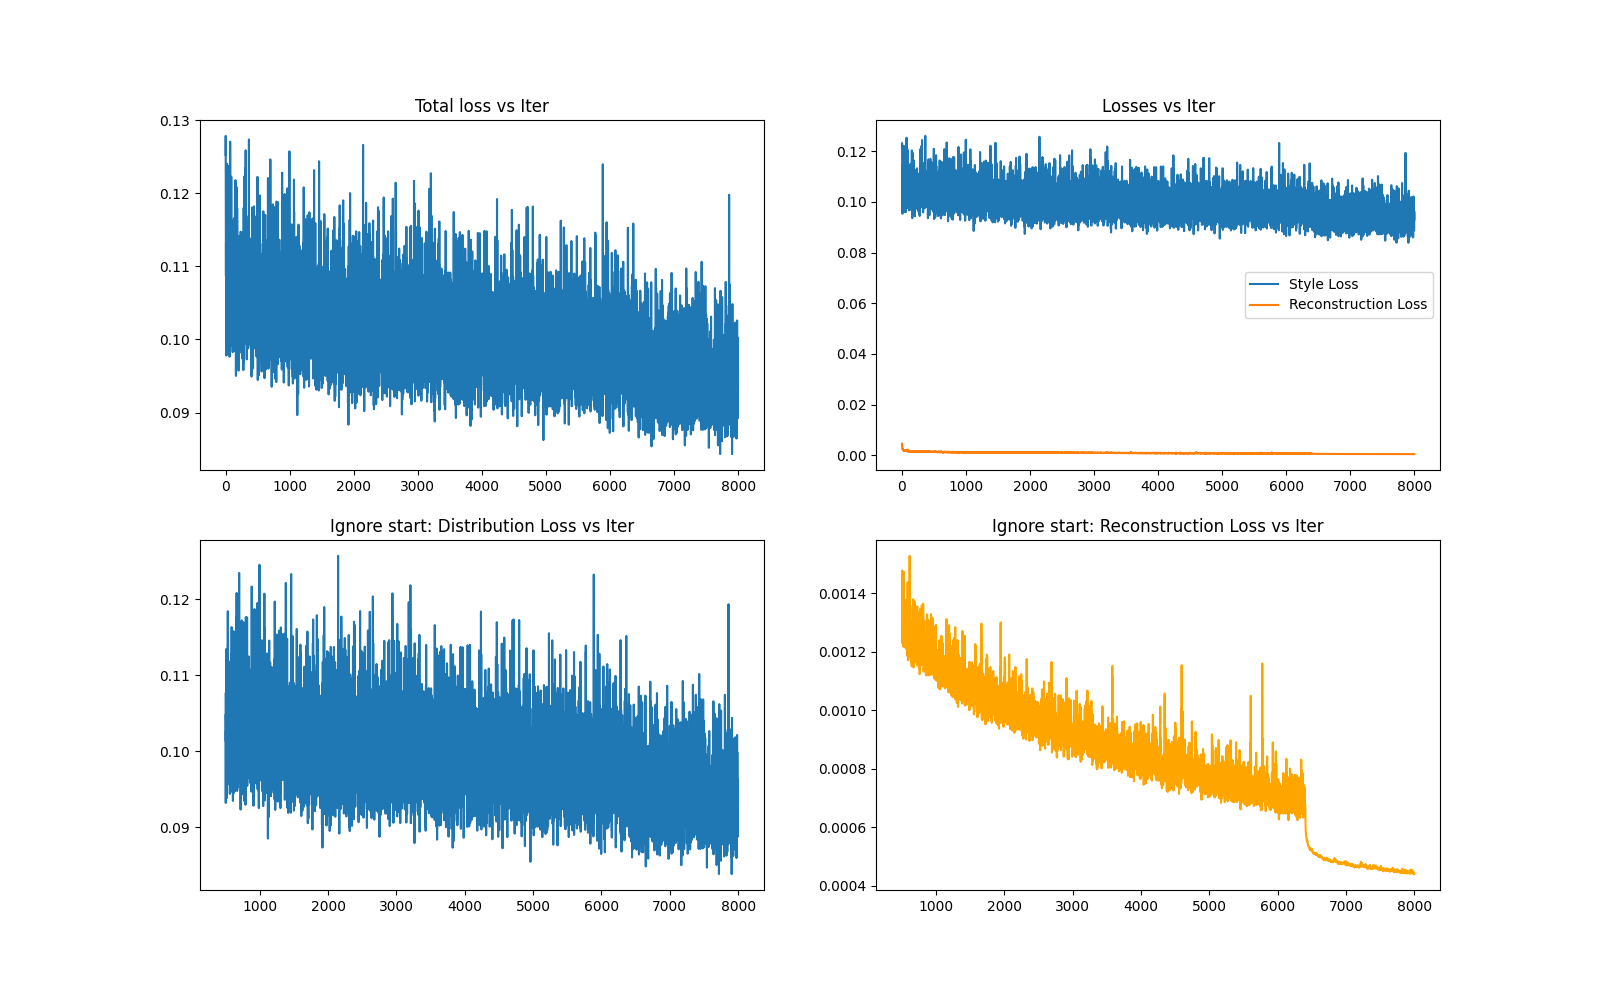 Total loss vs Iter
0.13
0.12
0.11
0.10
0.09
0 1000 2000 3000 4000 5000 6000 7000 8000
Losses vs Iter
0.12
0.10
0.08
0.06
0.04
0.02
0.00
Style Loss
Reconstruction Loss
0 1000 2000 3000 4000 5000 6000 7000 8000
Ignore start: Distribution Loss vs Iter
0.12
0.11
0.10
0.09
1000 2000 3000 4000 5000 6000 7000 8000
Ignore start: Reconstruction Loss vs Iter
0.0014
0.0012
0.0010
0.0008
0.0006
0.0004
1000 2000 3000 4000 5000 6000 7000 8000